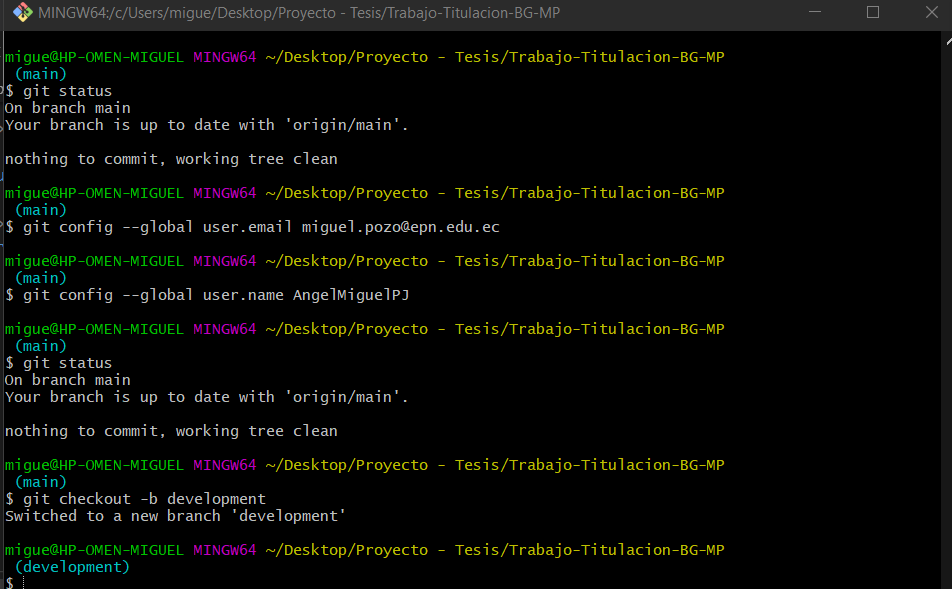 MINGW64:/c/Users/migue/Desktop/Proyecto - Tesis/Trabajo-Titulacion-BG-MP
migue@HP-OMEN-MIGUEL MINGW64 ~/Desktop/Proyecto - Tesis/Trabajo-Titulacion-BG-MP
(main)
$ git status
On branch main
Your branch is up to date with 'origin/main'.
nothing to commit, working tree clean
migue@HP-OMEN-MIGUEL MINGW64 ~/Desktop/Proyecto - Tesis/Trabajo-Titulacion-BG-MP
(main)
$ git config --global user.email miguel.pozo@epn.edu.ec
migue@HP-OMEN-MIGUEL MINGW64 ~/Desktop/Proyecto - Tesis/Trabajo-Titulacion-BG-MP
(main)
$ git config --global user.name AngelMiguelPJ
migue@HP-OMEN-MIGUEL MINGW64 ~/Desktop/Proyecto - Tesis/Trabajo-Titulacion-BG-MP
(main)
$ git status
On branch main
Your branch is up to date with 'origin/main'.
nothing to commit, working tree clean
migue@HP-OMEN-MIGUEL MINGW64 ~/Desktop/Proyecto - Tesis/Trabajo-Titulacion-BG-MP
(main)
$ git checkout -b development
Switched to a new branch 'development'
migue@HP-OMEN-MIGUEL MINGW64 ~/Desktop/Proyecto - Tesis/Trabajo-Titulacion-BG-MP
(development)
$